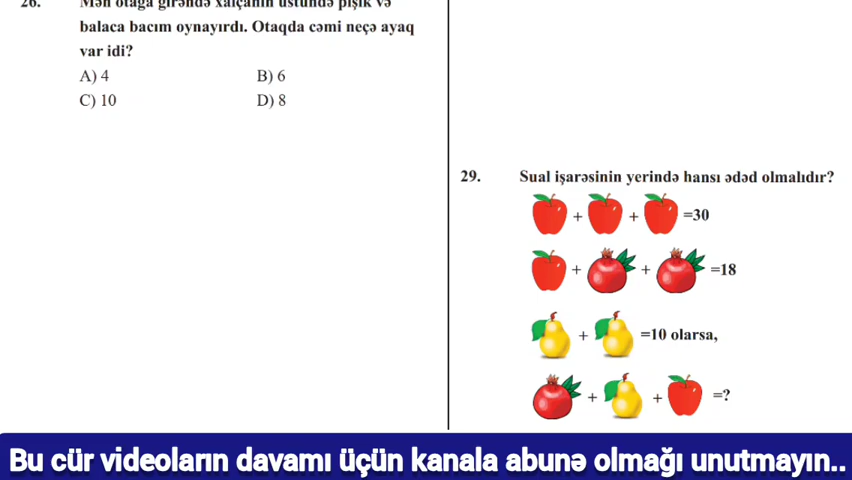 26. Mən otağa girəndə xalçanın üstündə pişik və
balaca bacım oynayırdı. Otaqda cəmi neçə ayaq
var idi?
A) 4 B) 6
C) 10 D) 8
29. Sual işarəsinin yerində hansı ədəd olmalıdır?
+ + =30
+ + =18
+ =10 olarsa,
+ + =?
Bu cür videoların davamı üçün kanala abunə olmağı unutmayın..